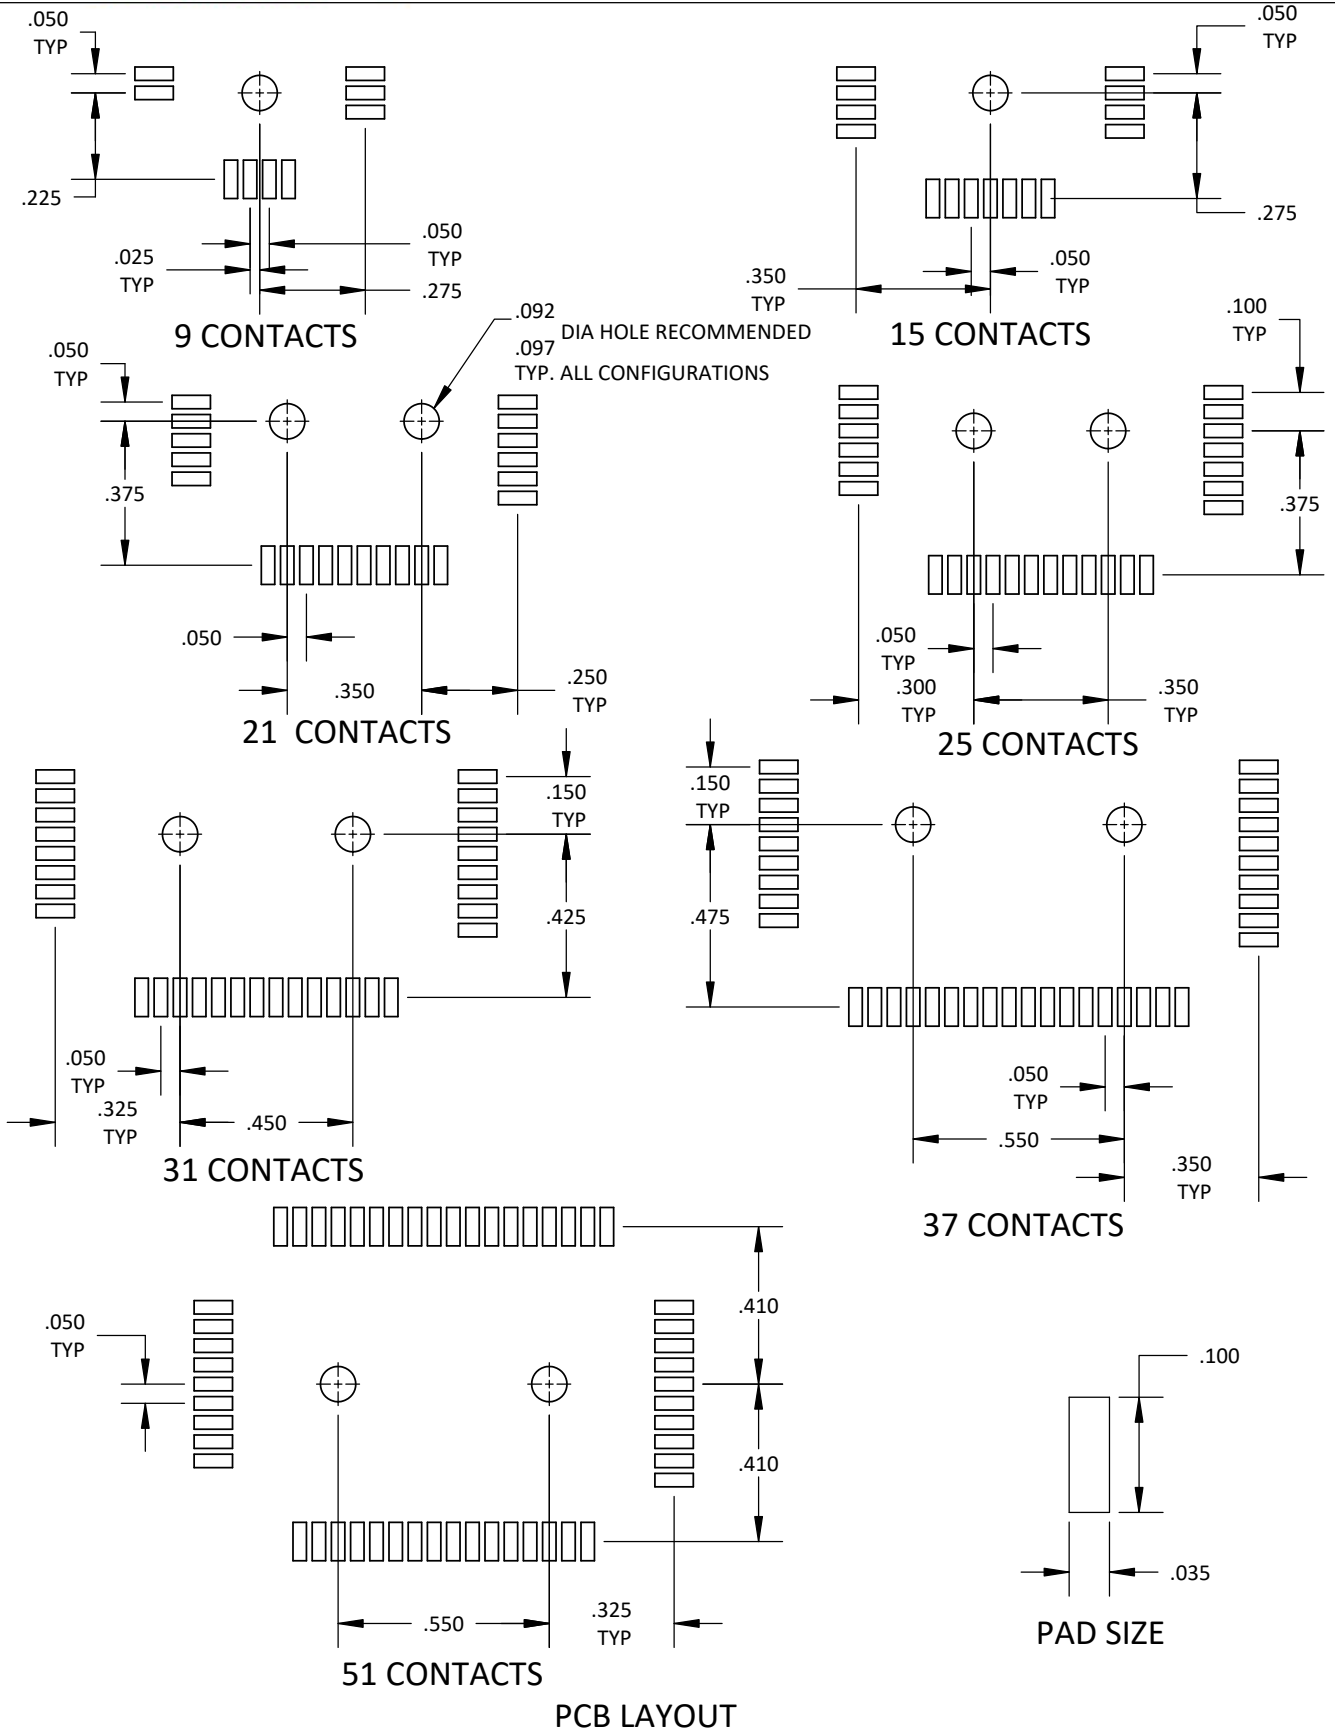 .050
TYP
.225
.025
TYP
.050
TYP
.275
9 CONTACTS
.050
TYP
.275
.350
TYP
.050
TYP
15 CONTACTS
.092
DIA HOLE RECOMMENDED
.097
TYP. ALL CONFIGURATIONS
.050
TYP
.375
.050
.350
.250
TYP
21 CONTACTS
.100
TYP
.375
.050
TYP
.300
TYP
.350
TYP
25 CONTACTS
.150
TYP
.425
.050
TYP
.325
TYP
.450
31 CONTACTS
.150
TYP
.475
.050
TYP
.550
.350
TYP
37 CONTACTS
.050
TYP
.410
.410
.550
.325
TYP
51 CONTACTS
.100
.035
PAD SIZE
PCB LAYOUT